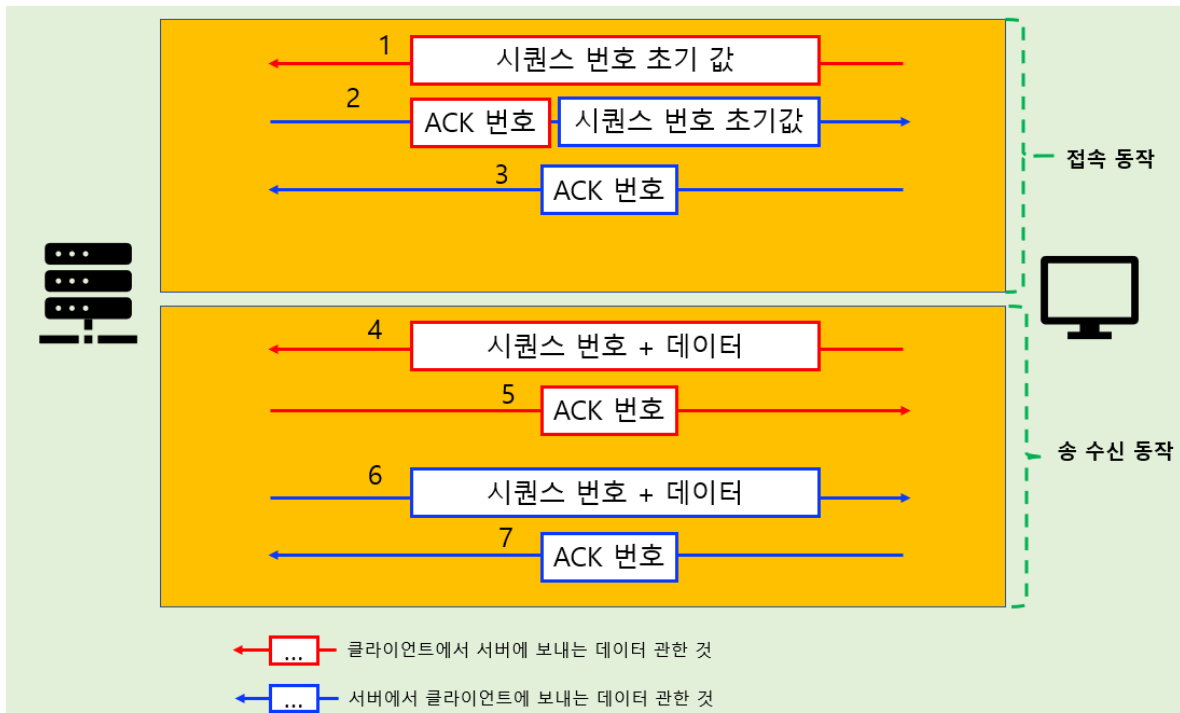 1
시퀀스 번호 초기 값
2
ACK 번호
시퀀스 번호 초기값
3
ACK 번호
접속 동작
4
시퀀스 번호 + 데이터
5
ACK 번호
송 수신 동작
6
시퀀스 번호 + 데이터
7
ACK 번호
... 클라이언트에서 서버에 보내는 데이터 관한 것
... 서버에서 클라이언트에 보내는 데이터 관한 것